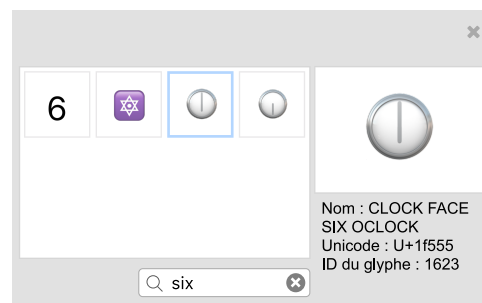 6
Nom : CLOCK FACE
SIX OCLOCK
Unicode : U+1f555
ID du glyphe : 1623
six